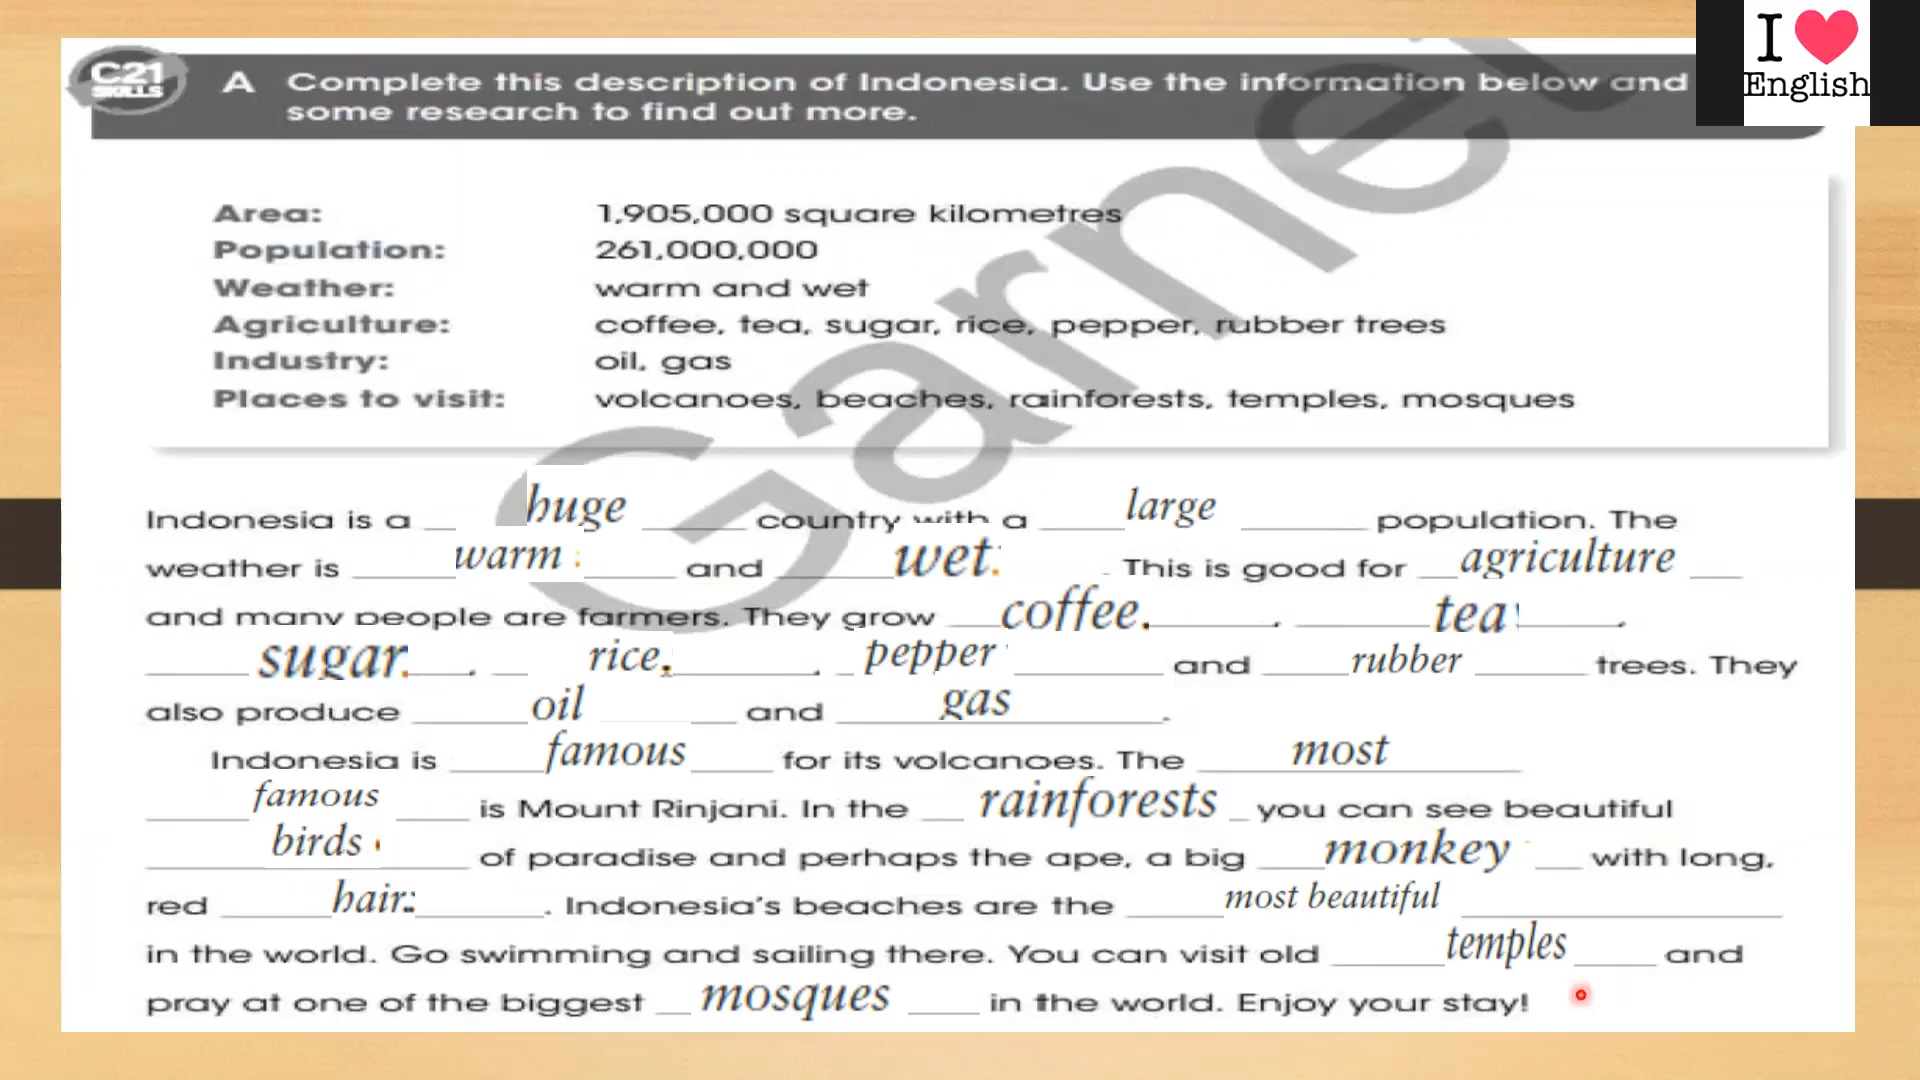 I ❤ English
C21 SKILLS
A Complete this description of Indonesia. Use the information below and
some research to find out more.
Area: 1,905,000 square kilometres
Population: 261,000,000
Weather: warm and wet
Agriculture: coffee, tea, sugar, rice, pepper, rubber trees
Industry: oil, gas
Places to visit: volcanoes, beaches, rainforests, temples, mosques
Garnet
Indonesia is a huge country with a large population. The
weather is warm and wet. This is good for agriculture
and many people are farmers. They grow coffee, tea,
sugar, rice, pepper and rubber trees. They
also produce oil and gas.
Indonesia is famous for its volcanoes. The most
famous is Mount Rinjani. In the rainforests you can see beautiful
birds of paradise and perhaps the ape, a big monkey with long,
red hair. Indonesia's beaches are the most beautiful
in the world. Go swimming and sailing there. You can visit old temples and
pray at one of the biggest mosques in the world. Enjoy your stay!